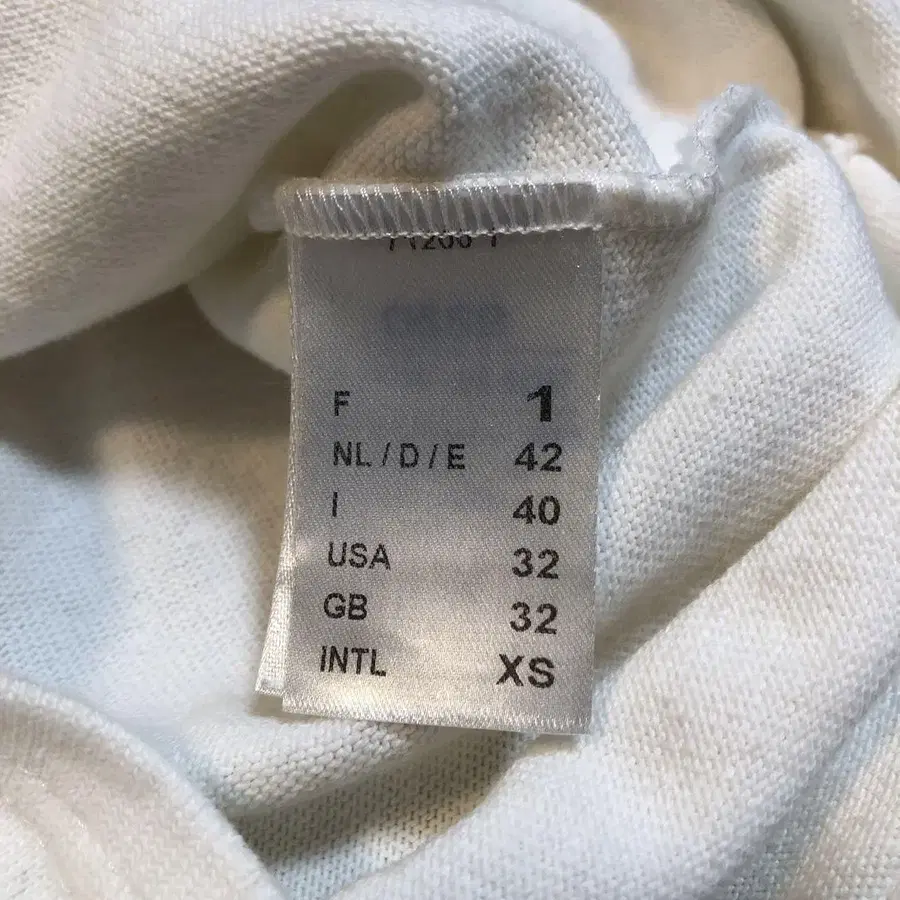 F 1
NL / D / E 42
I 40
USA 32
GB 32
INTL XS